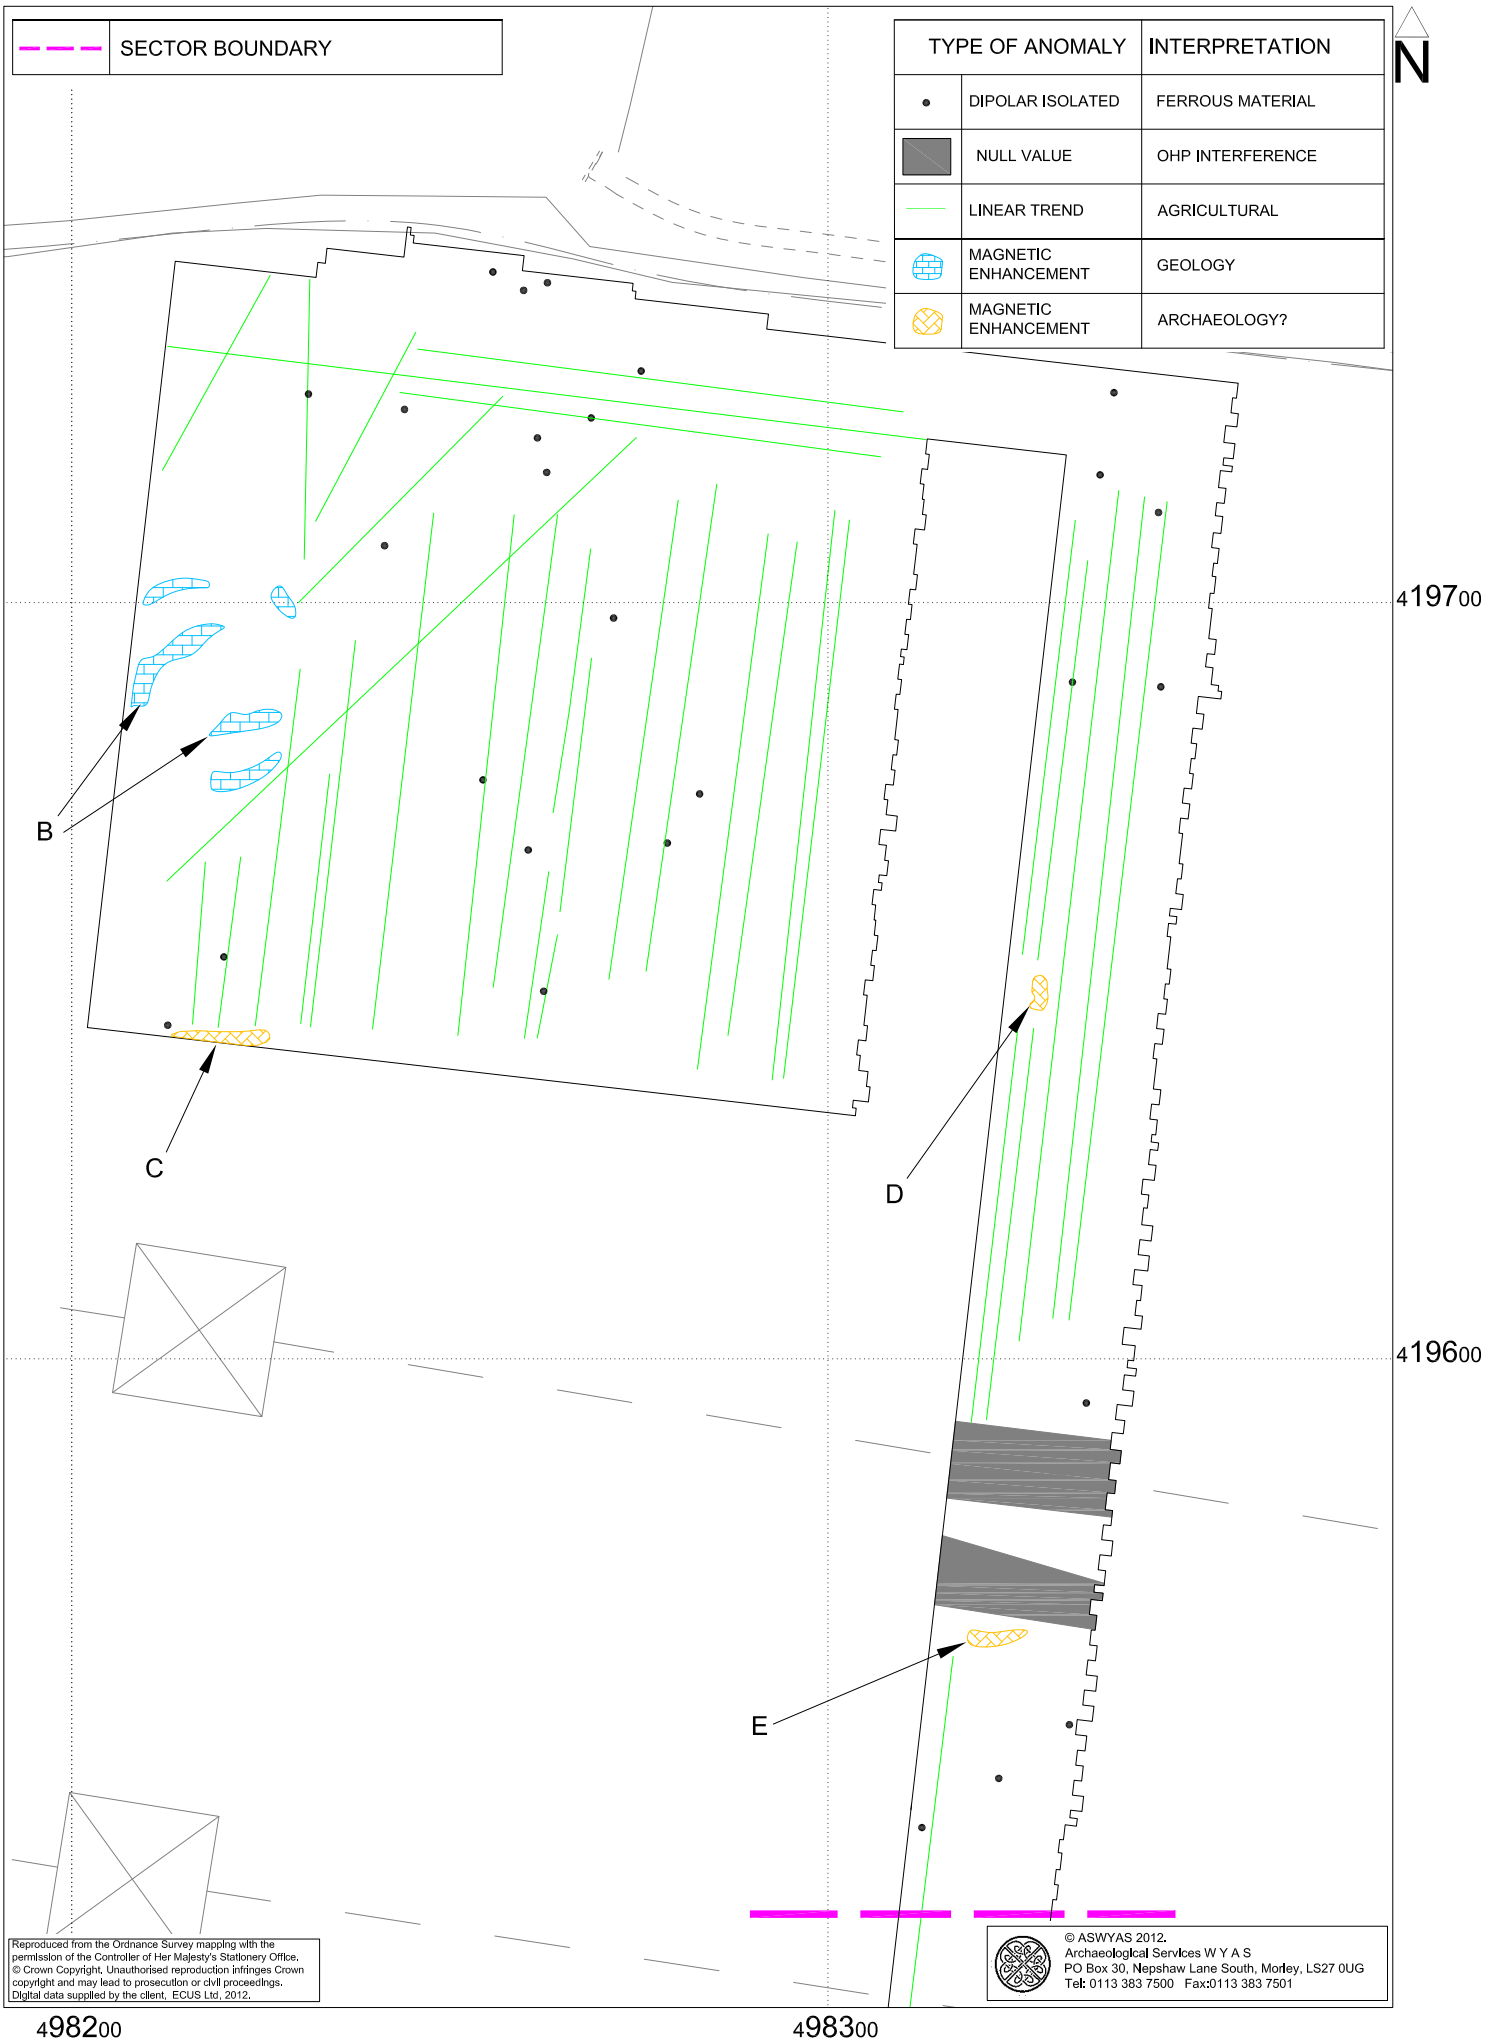 SECTOR BOUNDARY
TYPE OF ANOMALY INTERPRETATION
DIPOLAR ISOLATED FERROUS MATERIAL
NULL VALUE OHP INTERFERENCE
LINEAR TREND AGRICULTURAL
MAGNETIC
ENHANCEMENT
GEOLOGY
MAGNETIC
ENHANCEMENT
ARCHAEOLOGY?
N
419700
B
C
D
419600
E
Reproduced from the Ordnance Survey mapping with the
permission of the Controller of Her Majesty's Stationery Office.
© Crown Copyright. Unauthorised reproduction infringes Crown
copyright and may lead to prosecution or civil proceedings.
Digital data supplied by the client, ECUS Ltd, 2012.
© ASWYAS 2012.
Archaeological Services W Y A S
PO Box 30, Nepshaw Lane South, Morley, LS27 0UG
Tel: 0113 383 7500 Fax:0113 383 7501
498200
498300